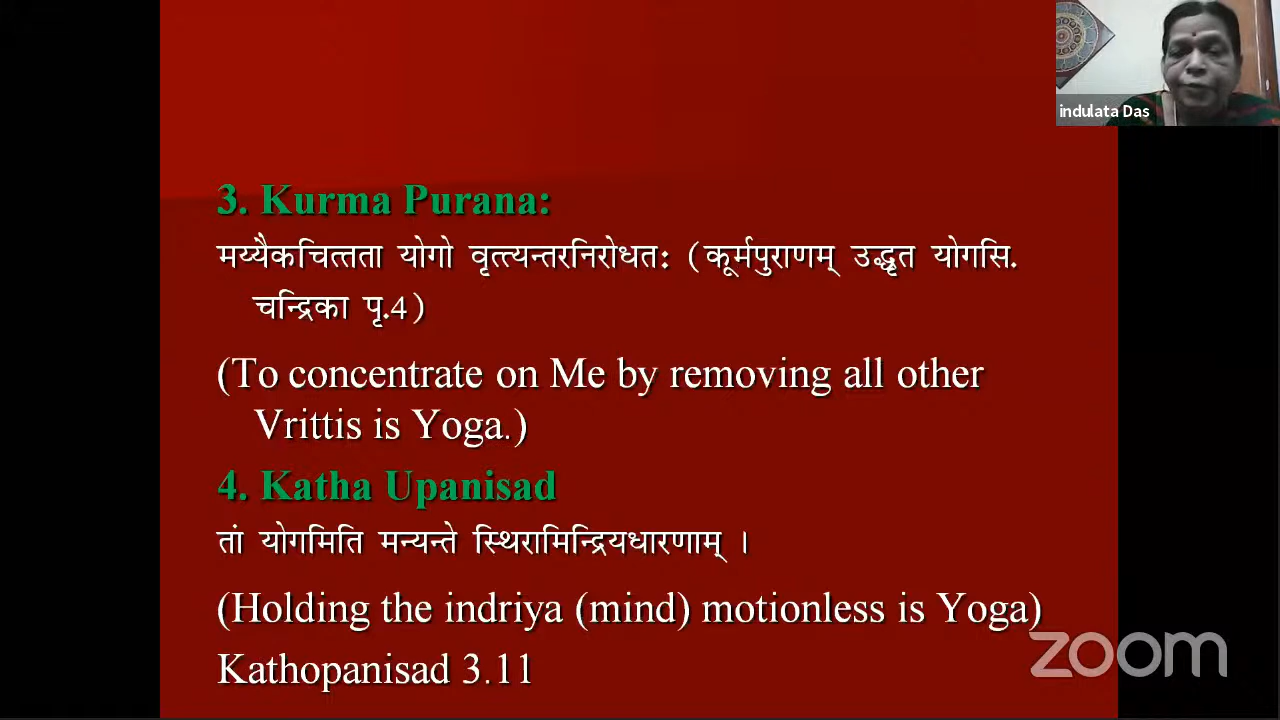 indulata Das
3. Kurma Purana:
मय्यैकचित्तता योगो वृत्त्यन्तरनिरोधतः (कूर्मपुराणम् उद्धृत योगसि.
चन्द्रिका पृ.4)
(To concentrate on Me by removing all other
Vrittis is Yoga.)
4. Katha Upanisad
तां योगमिति मन्यन्ते स्थिरामिन्द्रियधारणाम् ।
(Holding the indriya (mind) motionless is Yoga)
Kathopanisad 3.11
zoom